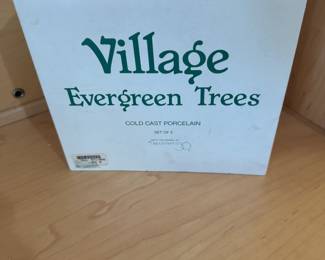 Village
Evergreen Trees
COLD CAST PORCELAIN
SET OF 3